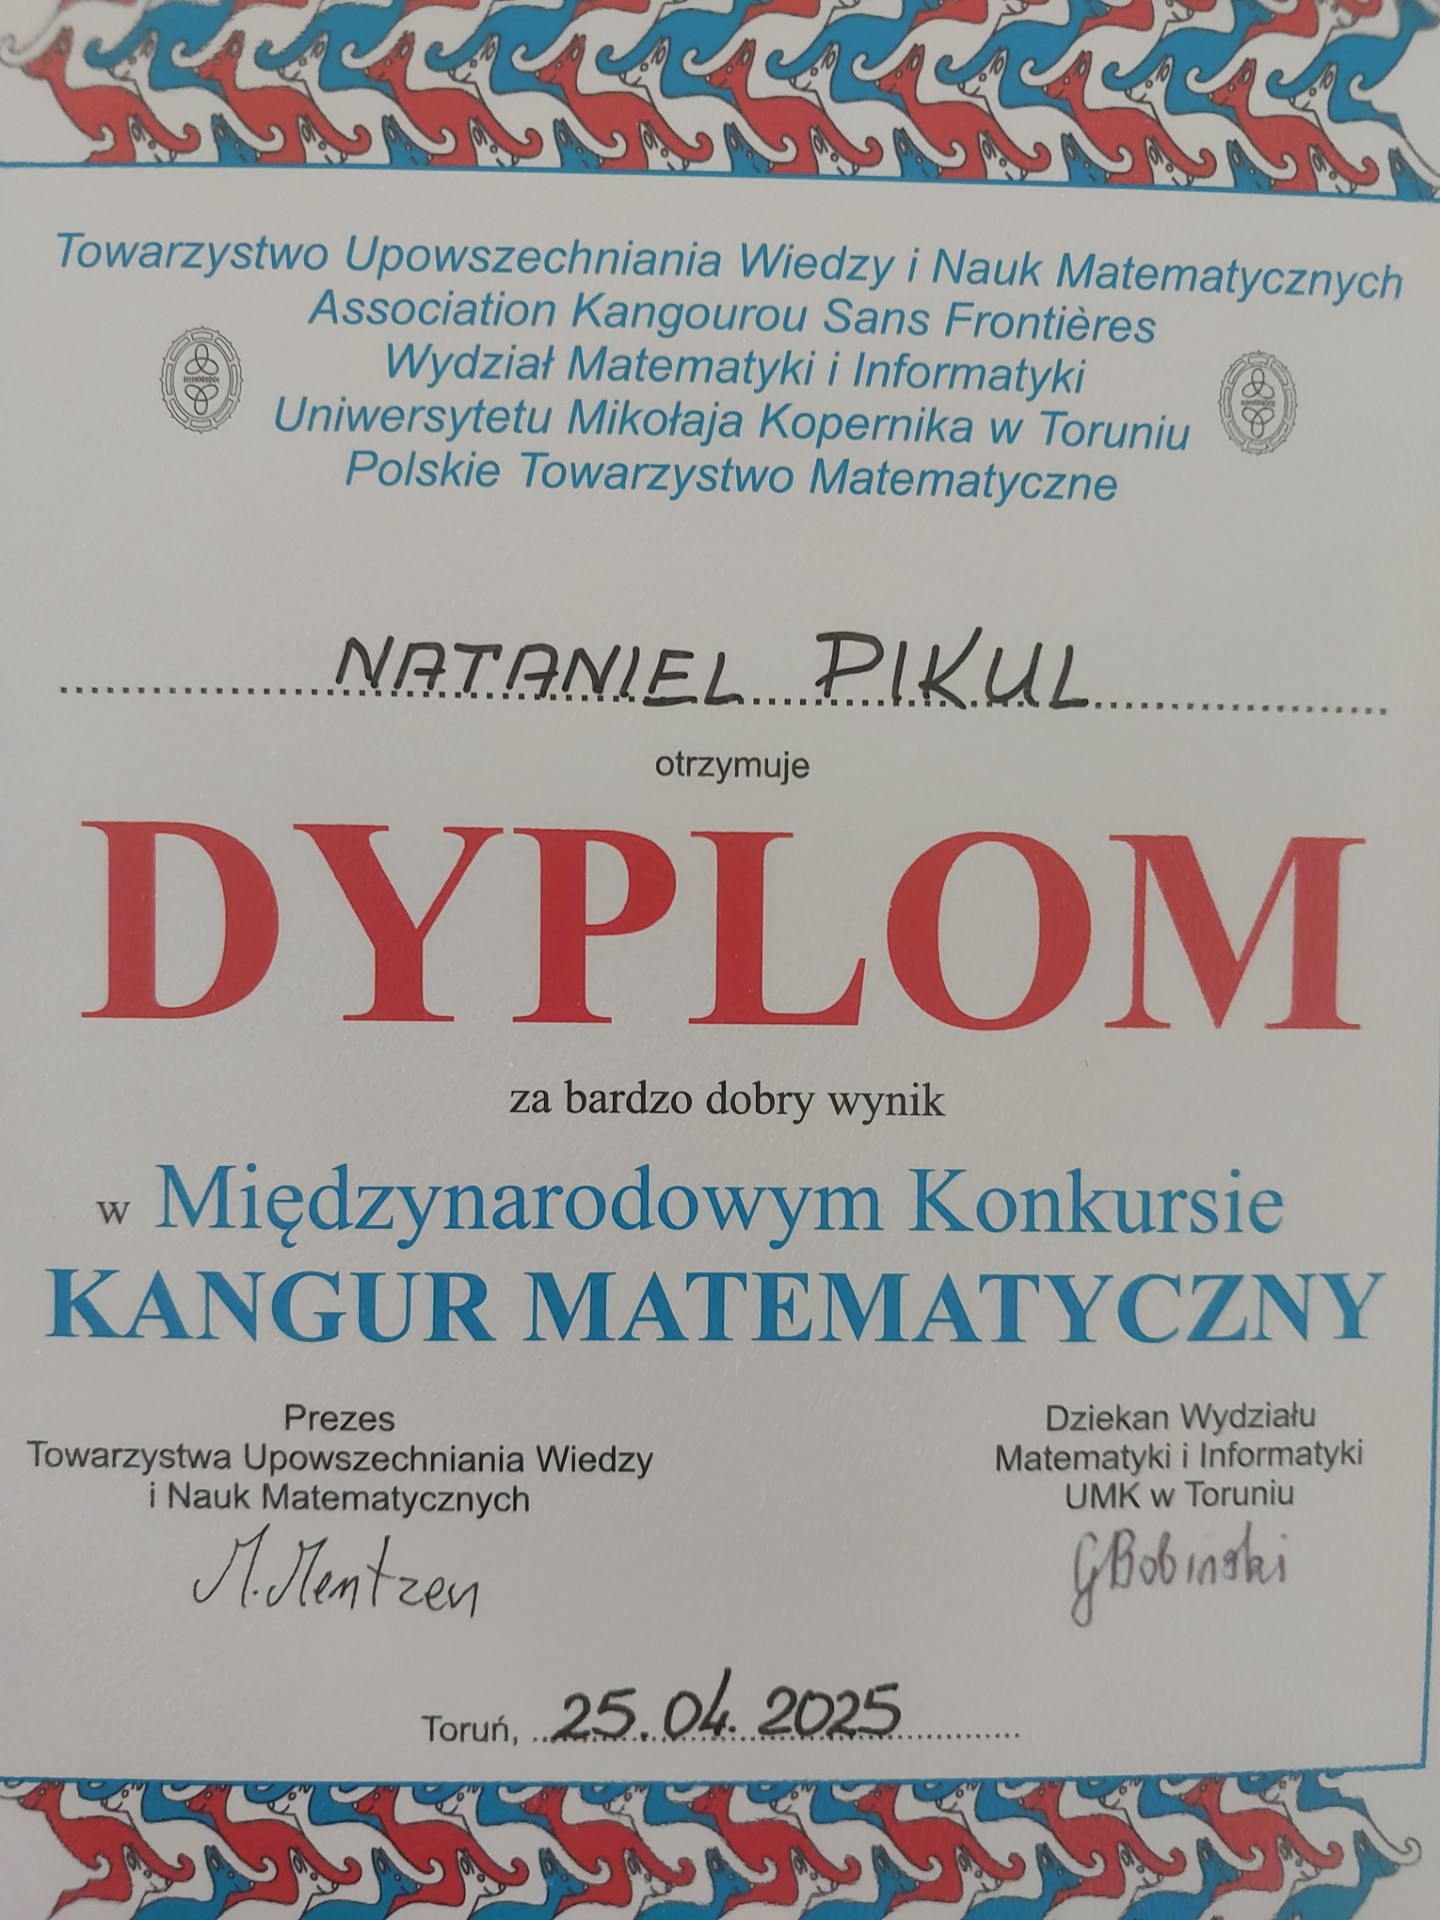 Towarzystwo Upowszechniania Wiedzy i Nauk Matematycznych
Association Kangourou Sans Frontières
Wydział Matematyki i Informatyki
Uniwersytetu Mikołaja Kopernika w Toruniu
Polskie Towarzystwo Matematyczne
NATANIEL PIKUL
otrzymuje
DYPLOM
za bardzo dobry wynik
w Międzynarodowym Konkursie
KANGUR MATEMATYCZNY
Prezes
Towarzystwa Upowszechniania Wiedzy
i Nauk Matematycznych
M. Mentzen
Dziekan Wydziału
Matematyki i Informatyki
UMK w Toruniu
G Bobiński
Toruń, 25.04.2025